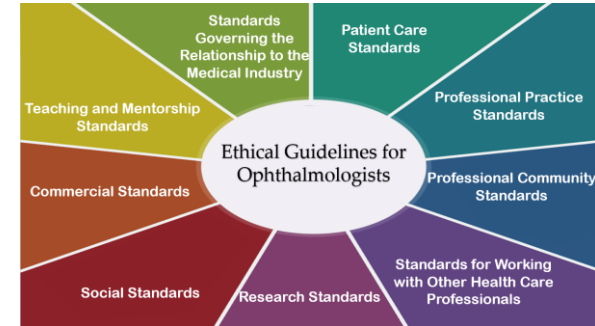 Standards
Governing the
Relationship to the
Medical Industry
Patient Care
Standards
Professional Practice
Standards
Professional Community
Standards
Standards for Working
with Other Health Care
Professionals
Research Standards
Social Standards
Commercial Standards
Teaching and Mentorship
Standards
Ethical Guidelines for
Ophthalmologists